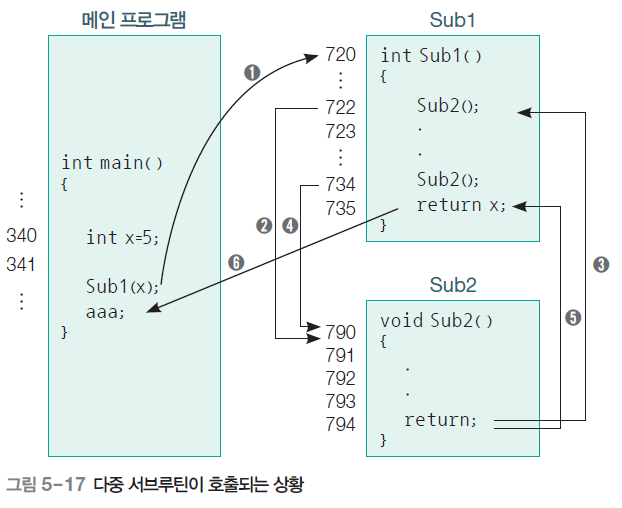 메인 프로그램
int main()
{
⋮
340 int x=5;
341
Sub1(x);
⋮
aaa;
}
Sub1
720 int Sub1()
{
⋮
722 Sub2();
723 .
⋮ .
734 Sub2();
735 return x;
}
Sub2
790 void Sub2()
{
791
792 .
793 .
794 return;
}
❶
❷ ❹
❻
❸
❺
그림 5-17 다중 서브루틴이 호출되는 상황